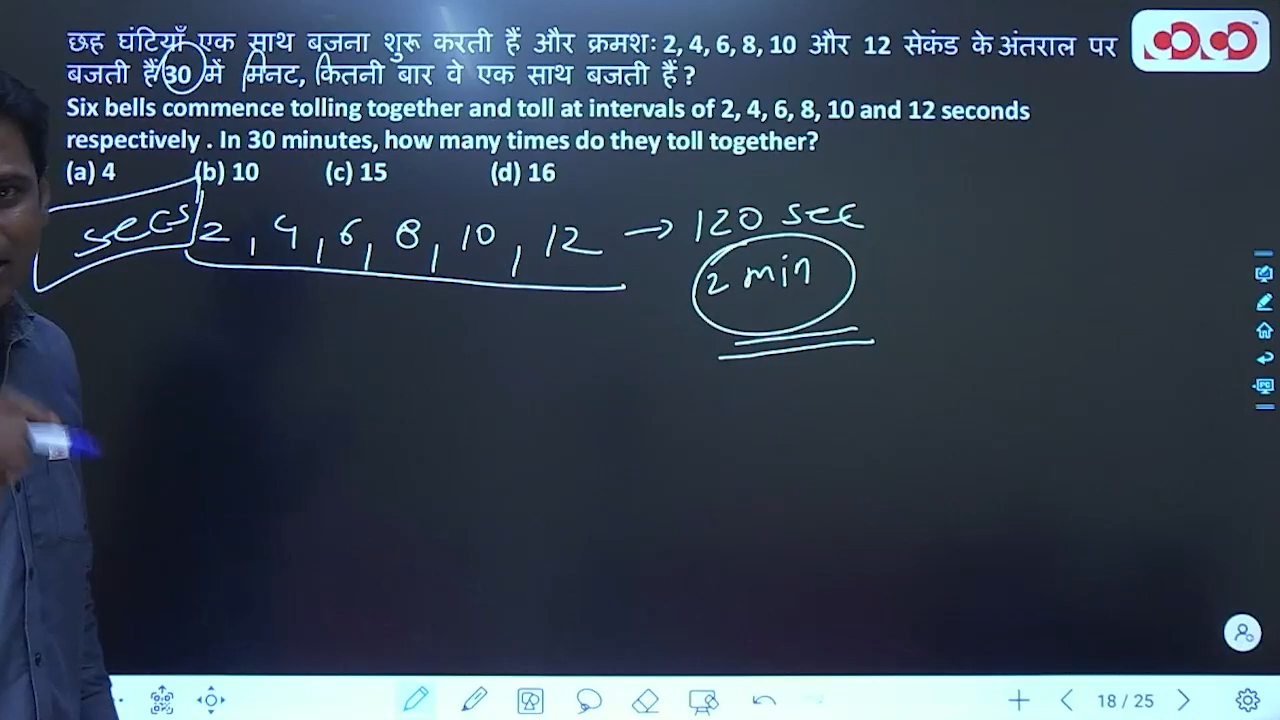 छह घंटियाँ एक साथ बजना शुरू करती हैं और क्रमशः 2, 4, 6, 8, 10 और 12 सेकंड के अंतराल पर
बजती हैं 30 में मिनट, कितनी बार वे एक साथ बजती हैं ?
Six bells commence tolling together and toll at intervals of 2, 4, 6, 8, 10 and 12 seconds
respectively . In 30 minutes, how many times do they toll together?
(a) 4 (b) 10 (c) 15 (d) 16
secs 2 , 4 , 6 , 8 , 10 , 12 → 120 sec
2 min
18 / 25